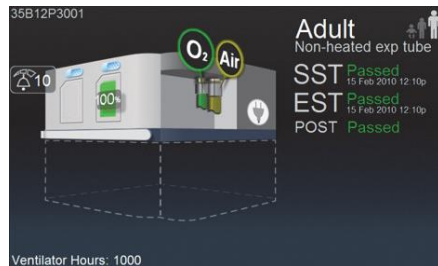 35B12P3001
Adult
Non-heated exp tube
O₂
Air
SST Passed
15 Feb 2010 12:10p
10
100%
EST Passed
15 Feb 2010 12:10p
POST Passed
Ventilator Hours: 1000